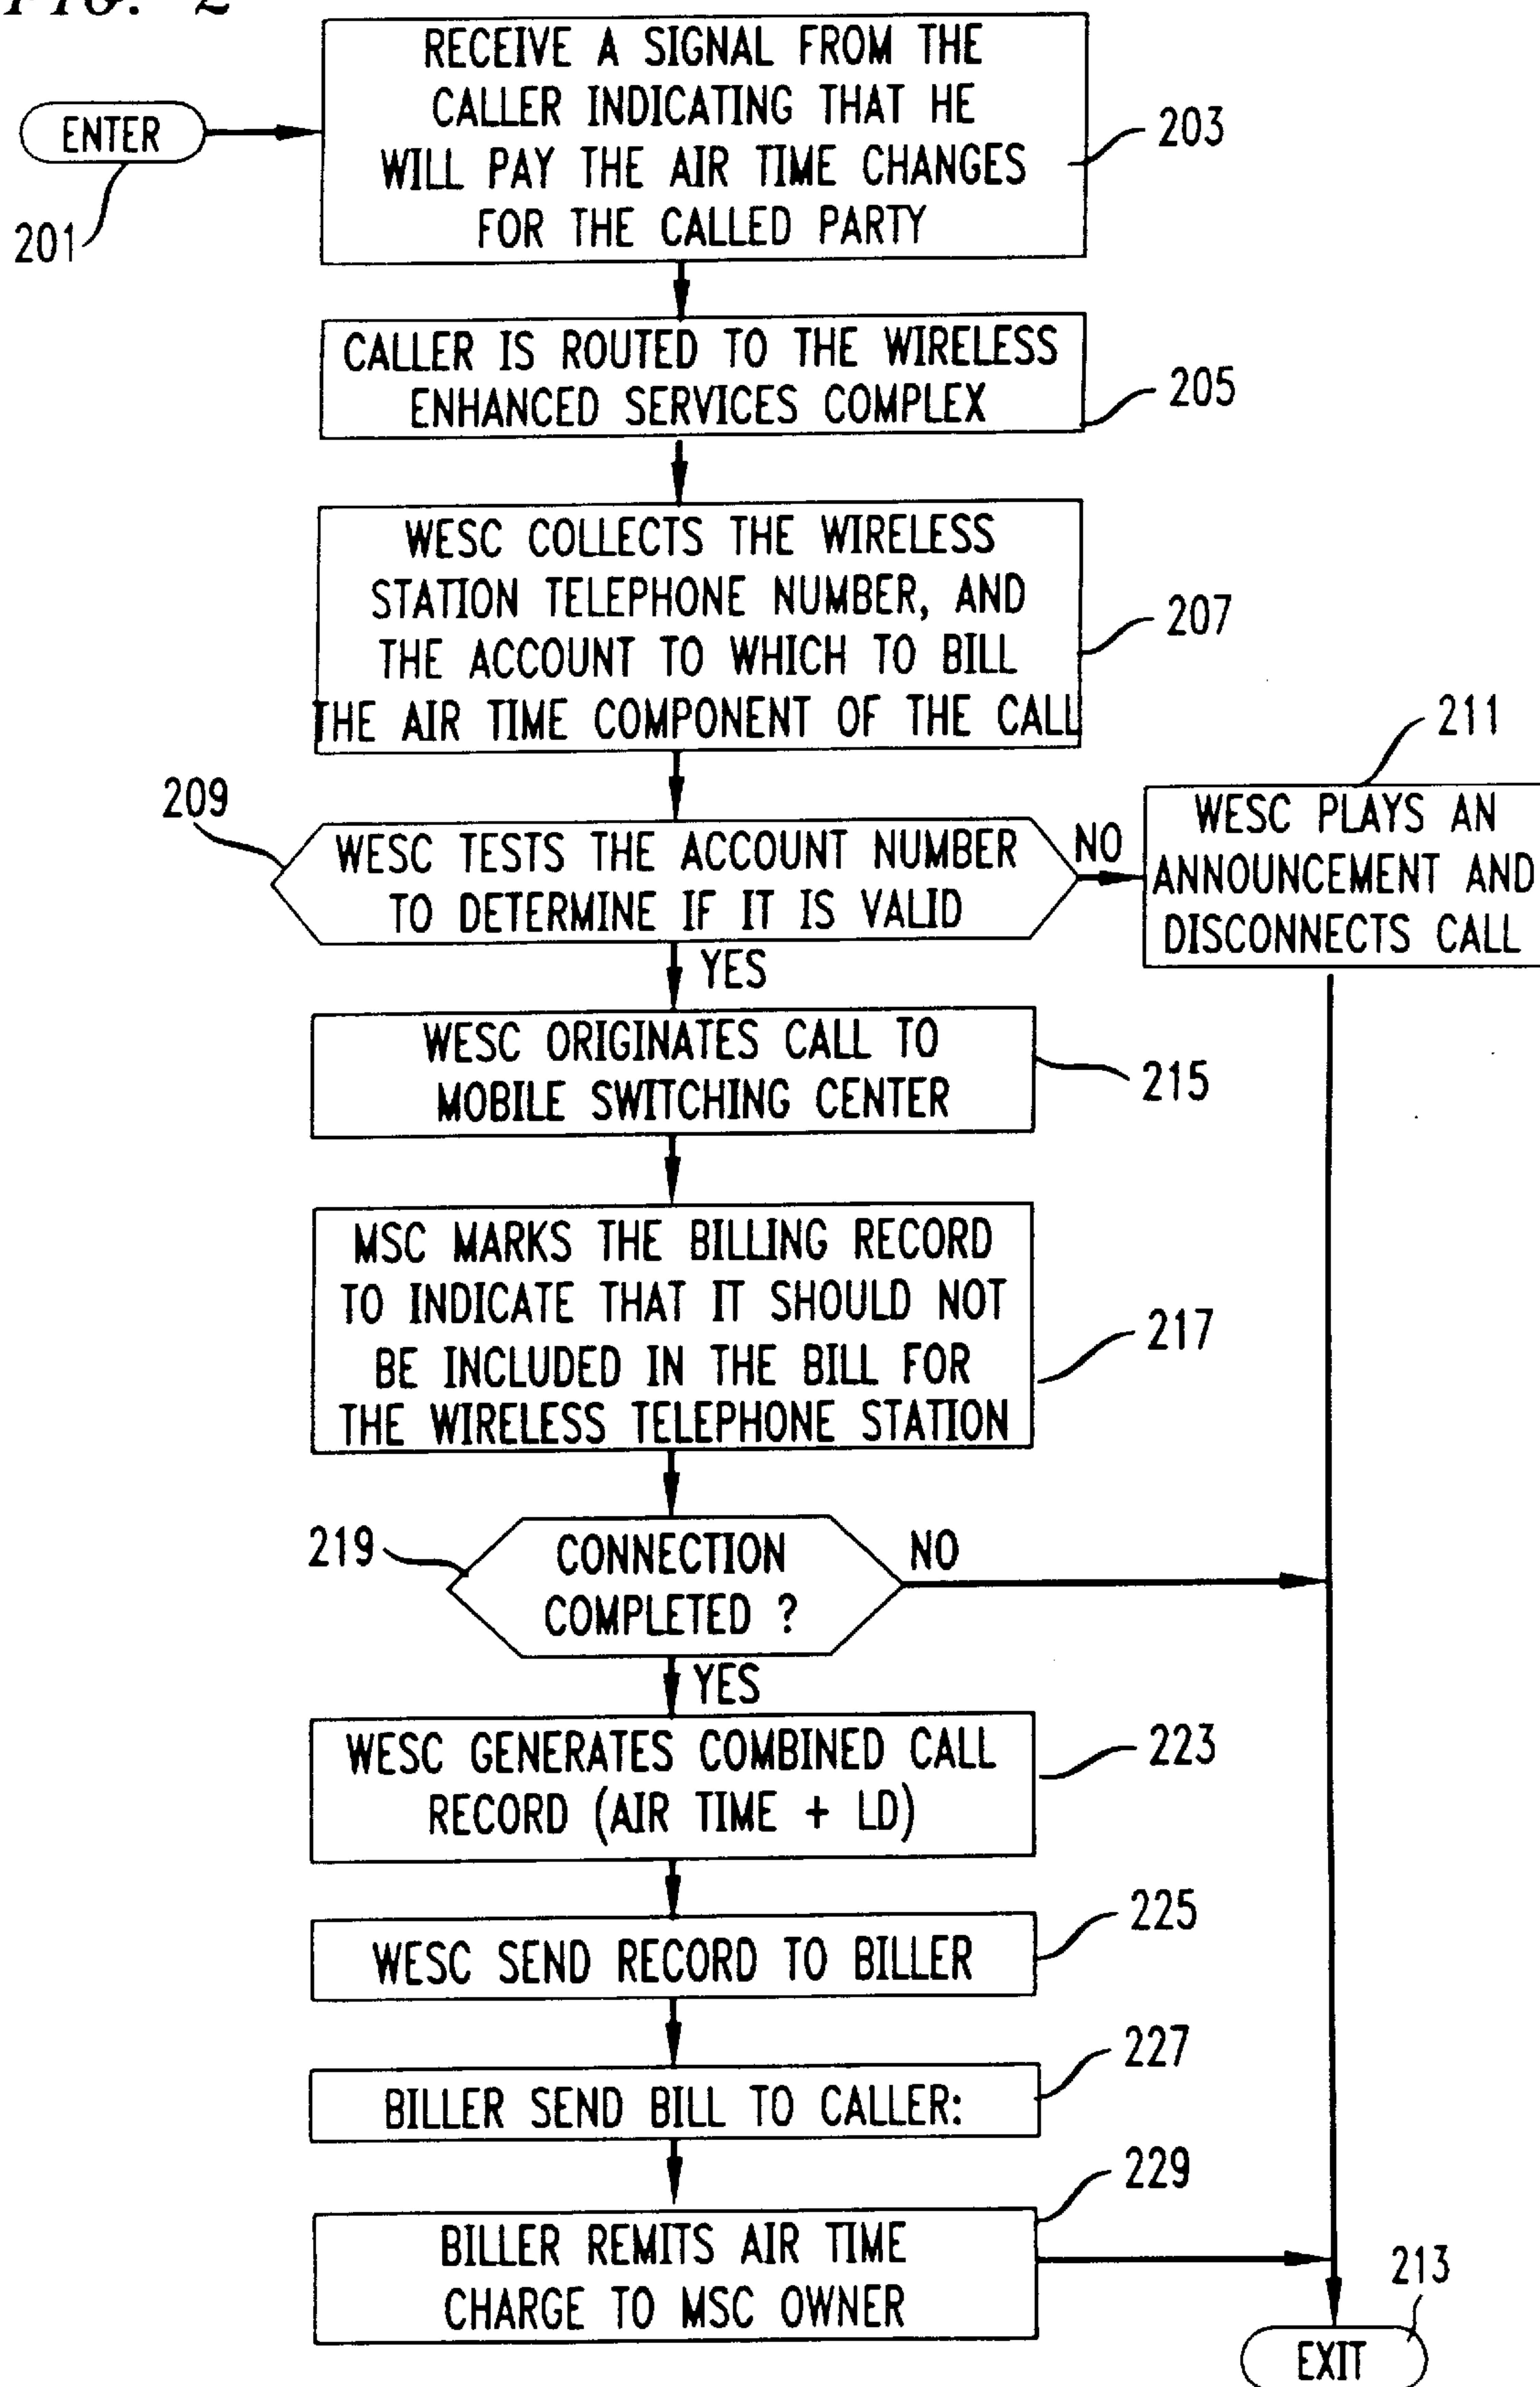 FIG. 2
RECEIVE A SIGNAL FROM THE
CALLER INDICATING THAT HE
WILL PAY THE AIR TIME CHANGES
FOR THE CALLED PARTY
ENTER
203
201
CALLER IS ROUTED TO THE WIRELESS
ENHANCED SERVICES COMPLEX
205
WESC COLLECTS THE WIRELESS
STATION TELEPHONE NUMBER, AND
THE ACCOUNT TO WHICH TO BILL
THE AIR TIME COMPONENT OF THE CALL
207
209
WESC TESTS THE ACCOUNT NUMBER
TO DETERMINE IF IT IS VALID
NO
211
WESC PLAYS AN
ANNOUNCEMENT AND
DISCONNECTS CALL
YES
WESC ORIGINATES CALL TO
MOBILE SWITCHING CENTER
215
MSC MARKS THE BILLING RECORD
TO INDICATE THAT IT SHOULD NOT
BE INCLUDED IN THE BILL FOR
THE WIRELESS TELEPHONE STATION
217
219
CONNECTION
COMPLETED ?
NO
YES
WESC GENERATES COMBINED CALL
RECORD (AIR TIME + LD)
223
WESC SEND RECORD TO BILLER
225
BILLER SEND BILL TO CALLER:
227
BILLER REMITS AIR TIME
CHARGE TO MSC OWNER
229
213
EXIT